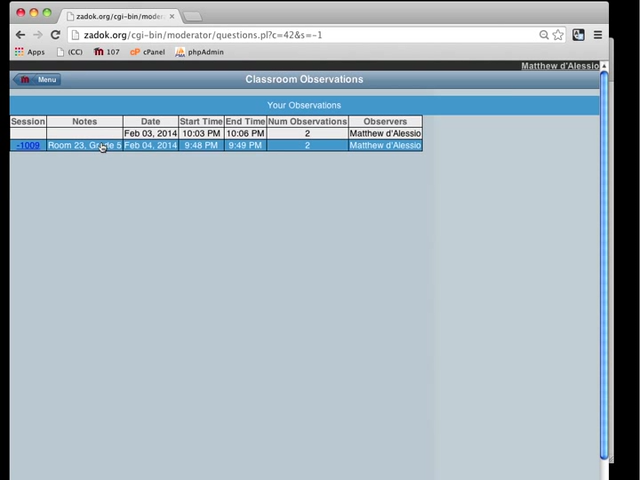 zadok.org/cgi-bin/moder
zadok.org/cgi-bin/moderator/questions.pl?c=42&s=-1
Apps (CC) m 107 cP cPanel phpAdmin
Matthew d'Alessio
m Menu Classroom Observations
Your Observations
Session Notes Date Start Time End Time Num Observations Observers
Feb 03, 2014 10:03 PM 10:06 PM 2 Matthew d'Alessio
-1009 Room 23, Grade 5 Feb 04, 2014 9:48 PM 9:49 PM 2 Matthew d'Alessio